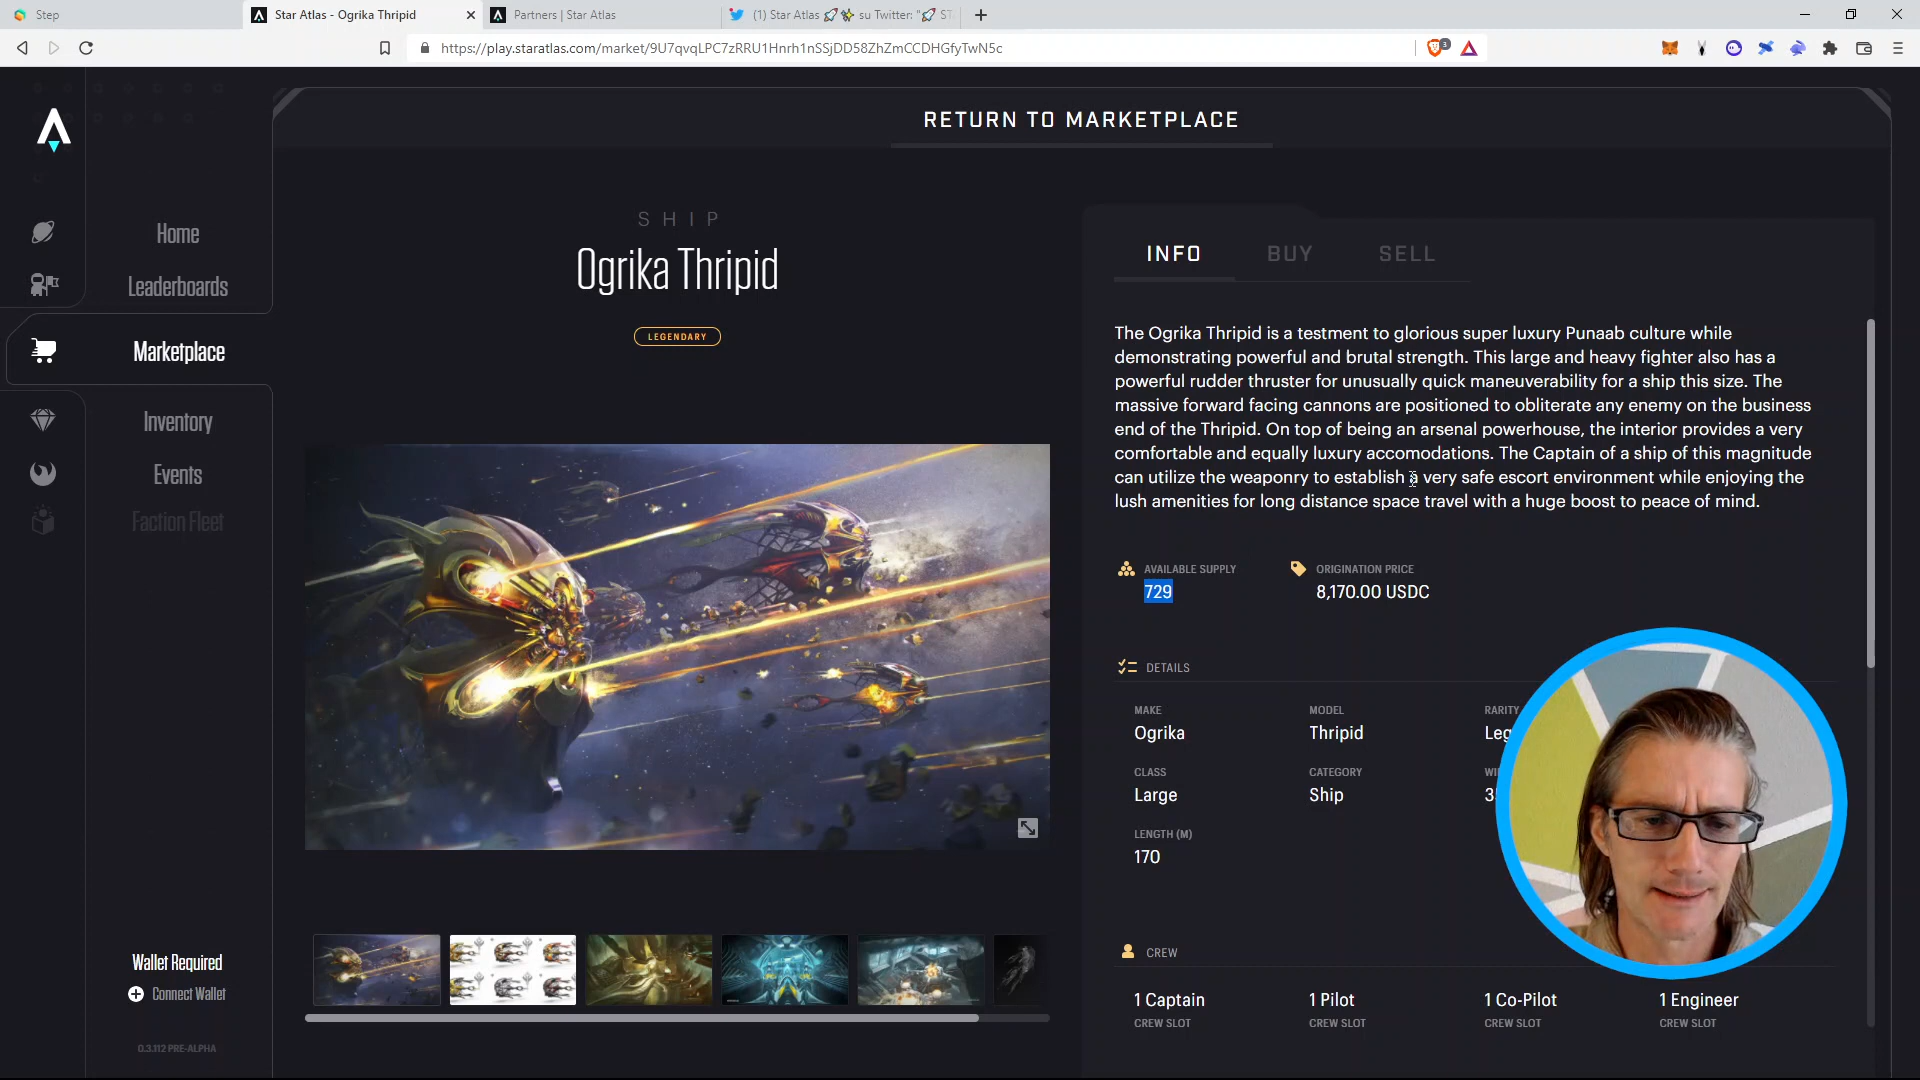 Step
Star Atlas - Ogrika Thripid
Partners | Star Atlas
(1) Star Atlas 🚀✨ su Twitter: "🚀 ST
https://play.staratlas.com/market/9U7qvqLPC7zRRU1Hnrh1nSSjDD58ZhZmCCDHGfyTwN5c
3
RETURN TO MARKETPLACE
Home
Leaderboards
Marketplace
Inventory
Events
Faction Fleet
Wallet Required
Connect Wallet
0.3.112 PRE-ALPHA
SHIP
Ogrika Thripid
LEGENDARY
INFO
BUY
SELL
The Ogrika Thripid is a testment to glorious super luxury Punaab culture while
demonstrating powerful and brutal strength. This large and heavy fighter also has a
powerful rudder thruster for unusually quick maneuverability for a ship this size. The
massive forward facing cannons are positioned to obliterate any enemy on the business
end of the Thripid. On top of being an arsenal powerhouse, the interior provides a very
comfortable and equally luxury accomodations. The Captain of a ship of this magnitude
can utilize the weaponry to establish a very safe escort environment while enjoying the
lush amenities for long distance space travel with a huge boost to peace of mind.
AVAILABLE SUPPLY
729
ORIGINATION PRICE
8,170.00 USDC
DETAILS
MAKE
Ogrika
MODEL
Thripid
RARITY
Leg
CLASS
Large
CATEGORY
Ship
LENGTH (M)
170
CREW
1 Captain
CREW SLOT
1 Pilot
CREW SLOT
1 Co-Pilot
CREW SLOT
1 Engineer
CREW SLOT